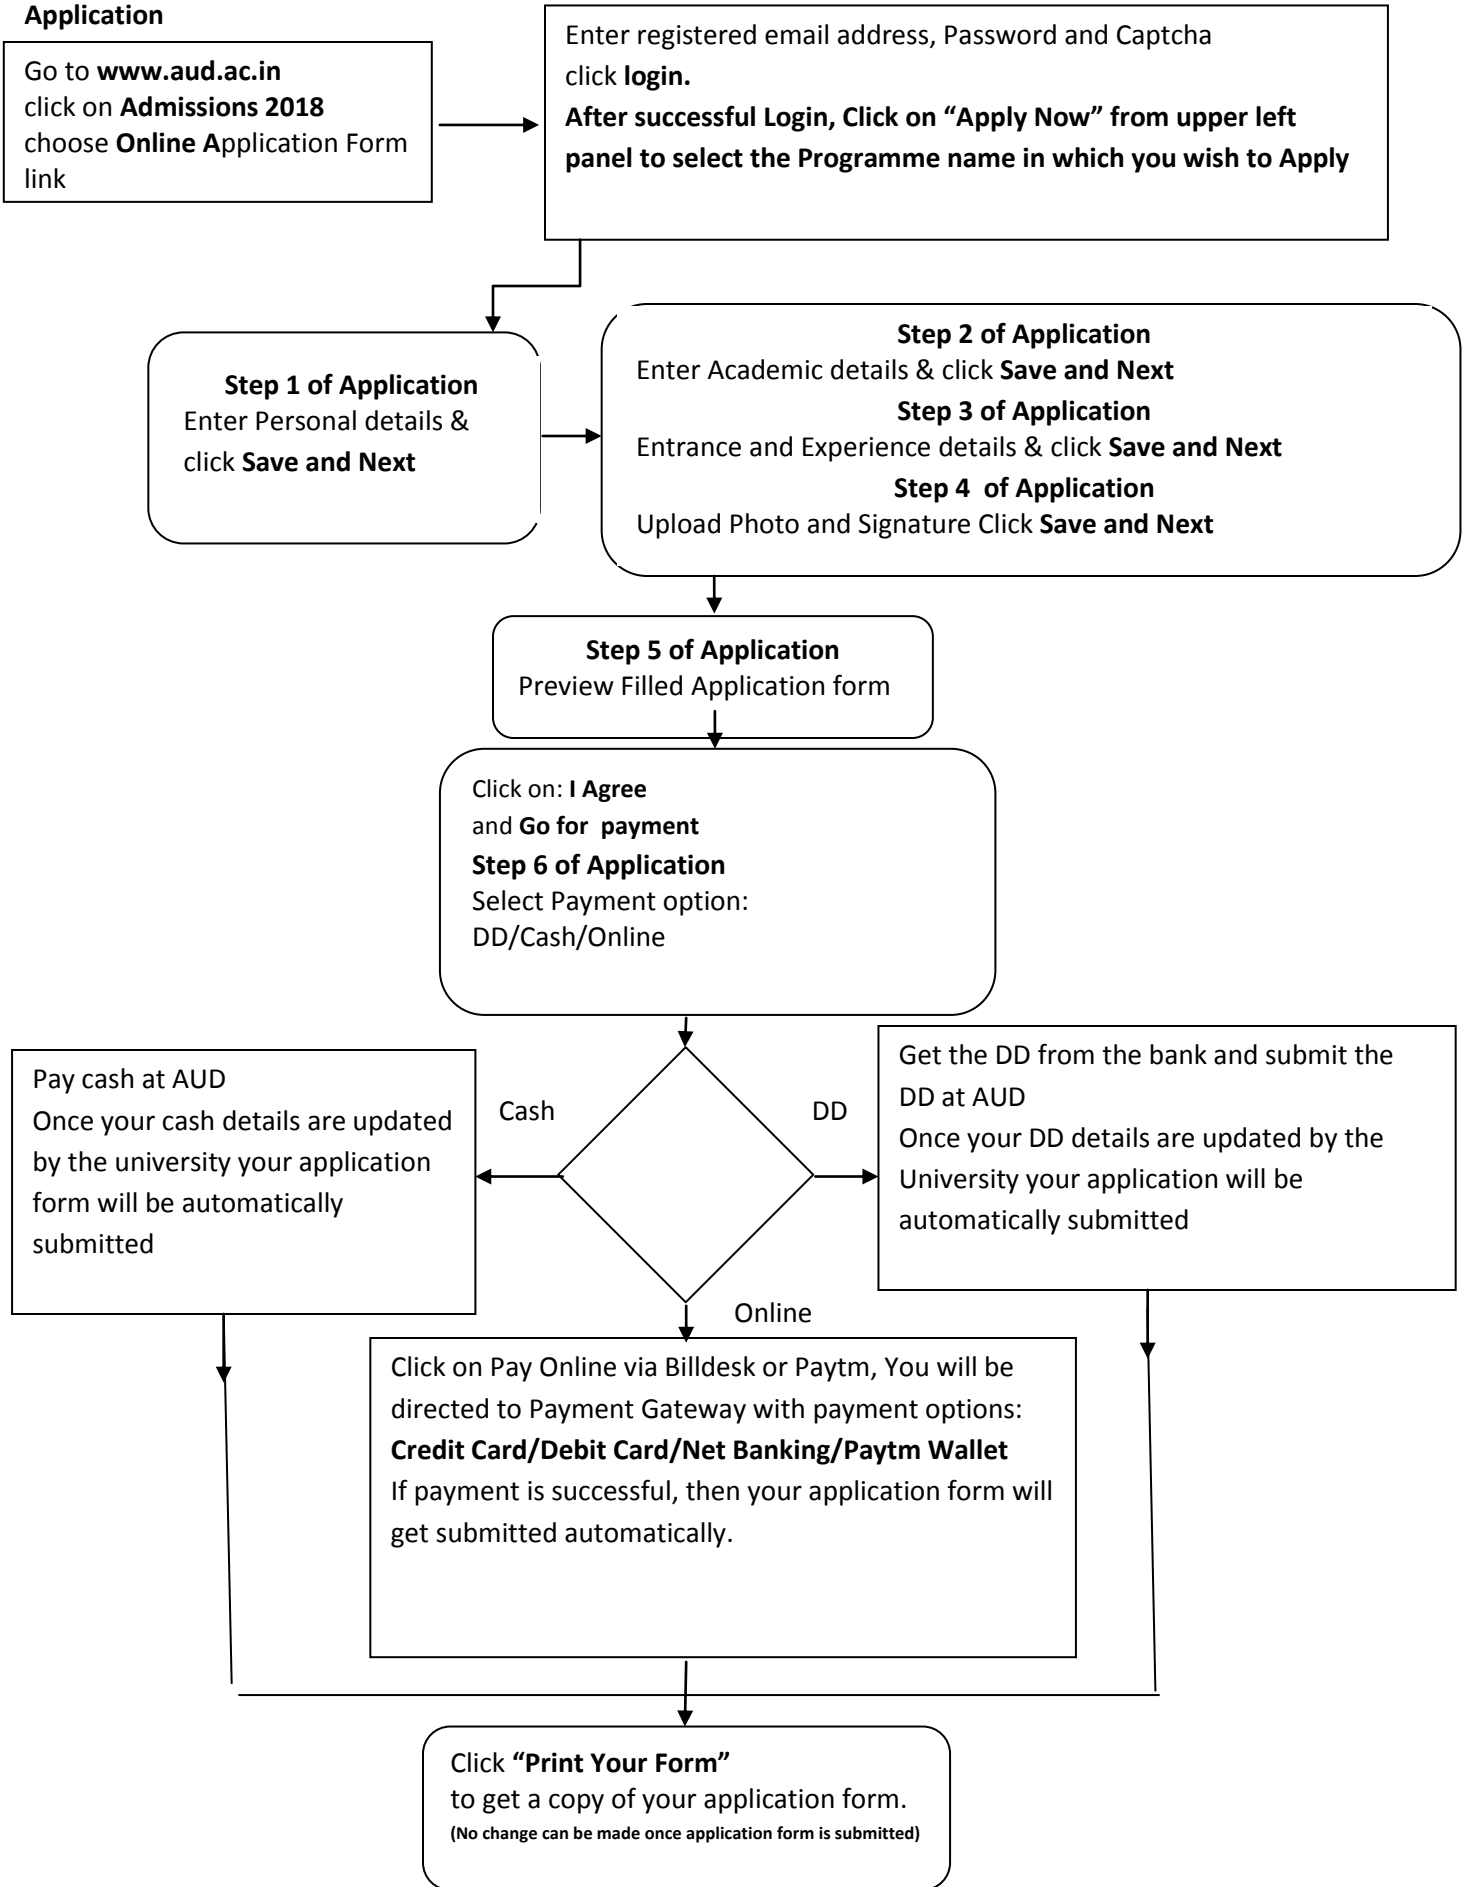 Application
Go to www.aud.ac.in
click on Admissions 2018
choose Online Application Form
link
Enter registered email address, Password and Captcha
click login.
After successful Login, Click on “Apply Now” from upper left
panel to select the Programme name in which you wish to Apply
Step 1 of Application
Enter Personal details &
click Save and Next
Step 2 of Application
Enter Academic details & click Save and Next
Step 3 of Application
Entrance and Experience details & click Save and Next
Step 4 of Application
Upload Photo and Signature Click Save and Next
Step 5 of Application
Preview Filled Application form
Click on: I Agree
and Go for payment
Step 6 of Application
Select Payment option:
DD/Cash/Online
Pay cash at AUD
Once your cash details are updated
by the university your application
form will be automatically
submitted
Cash
DD
Get the DD from the bank and submit the
DD at AUD
Once your DD details are updated by the
University your application will be
automatically submitted
Online
Click on Pay Online via Billdesk or Paytm, You will be
directed to Payment Gateway with payment options:
Credit Card/Debit Card/Net Banking/Paytm Wallet
If payment is successful, then your application form will
get submitted automatically.
Click “Print Your Form”
to get a copy of your application form.
(No change can be made once application form is submitted)